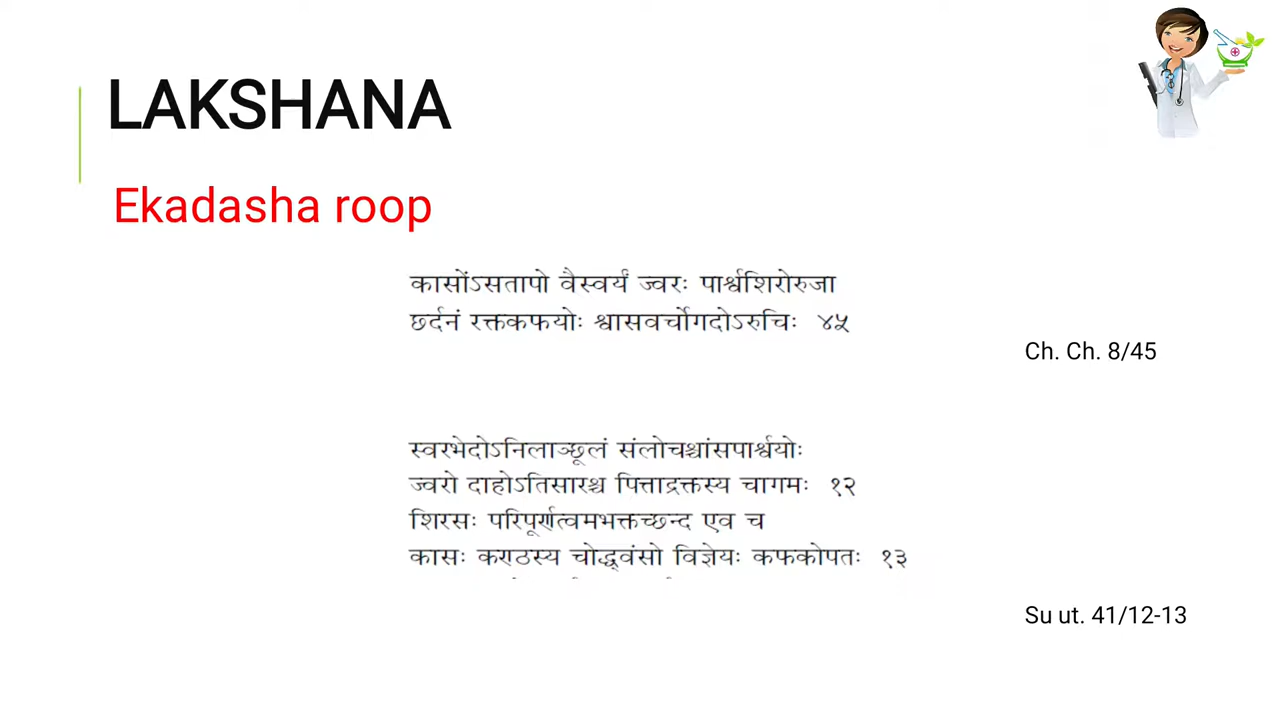 LAKSHANA
Ekadasha roop
कासोंऽसतापो वैस्वर्यं ज्वरः पार्श्वशिरोरुजा
छर्दनं रक्तकफयोः श्वासवर्चोगदोऽरुचिः ४५
Ch. Ch. 8/45
स्वरभेदोऽनिलाञ्छूलं संलोचश्चांसपार्श्वयोः
ज्वरो दाहोऽतिसारश्च पित्ताद्रक्तस्य चागमः १२
शिरसः परिपूर्णत्वमभक्तच्छन्द एव च
कासः कराठस्य चोद्ध्वंसो विज्ञेयः कफकोपतः १३
Su ut. 41/12-13